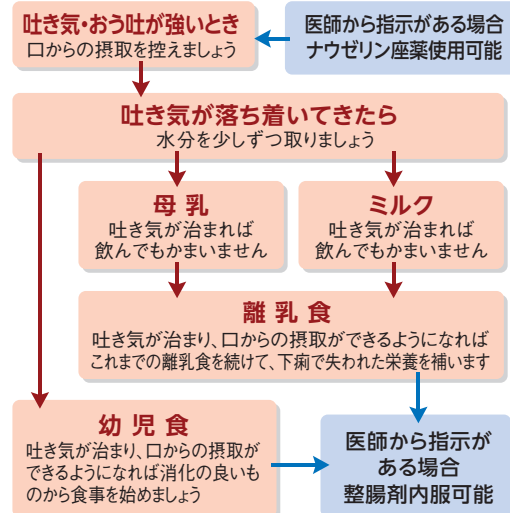 吐き気・おう吐が強いとき
口からの摂取を控えましょう
医師から指示がある場合
ナウゼリン座薬使用可能
吐き気が落ち着いてきたら
水分を少しずつ取りましょう
母乳
吐き気が治まれば
飲んでもかまいません
ミルク
吐き気が治まれば
飲んでもかまいません
離乳食
吐き気が治まり、口からの摂取ができるようになれば
これまでの離乳食を続けて、下痢で失われた栄養を補います
幼児食
吐き気が治まり、口からの摂取が
できるようになれば消化の良いも
のから食事を始めましょう
医師から指示が
ある場合
整腸剤内服可能